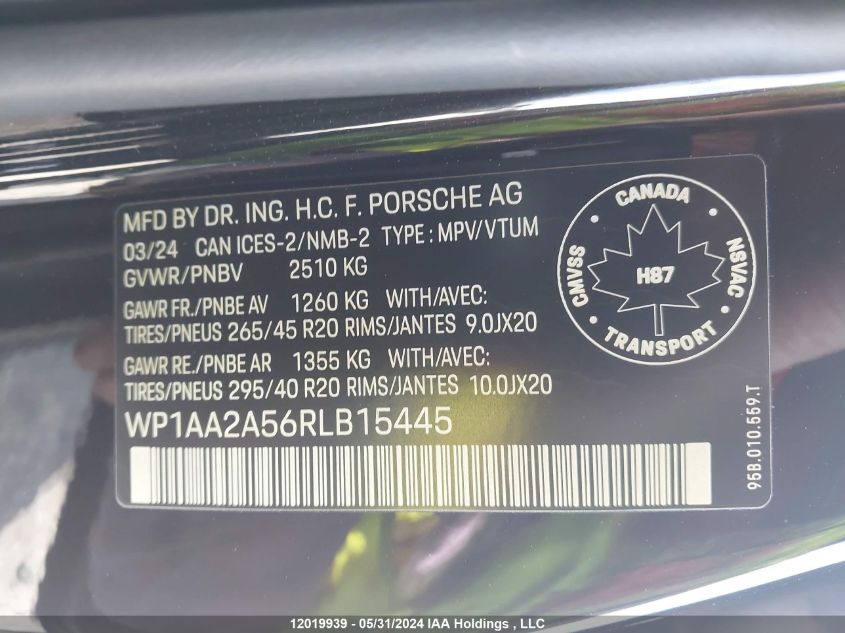 MFD BY DR. ING. H.C. F. PORSCHE AG
03/24 CAN ICES-2/NMB-2 TYPE: MPV/VTUM
GVWR/PNBV 2510 KG
GAWR FR./PNBE AV 1260 KG WITH/AVEC:
TIRES/PNEUS 265/45 R20 RIMS/JANTES 9.0JX20
GAWR RE./PNBE AR 1355 KG WITH/AVEC:
TIRES/PNEUS 295/40 R20 RIMS/JANTES 10.0JX20
WP1AA2A56RLB15445
CANADA
CMVSS
NSVAC
H87
TRANSPORT
95B.010.559.T
12019939 - 05/31/2024 IAA Holdings , LLC